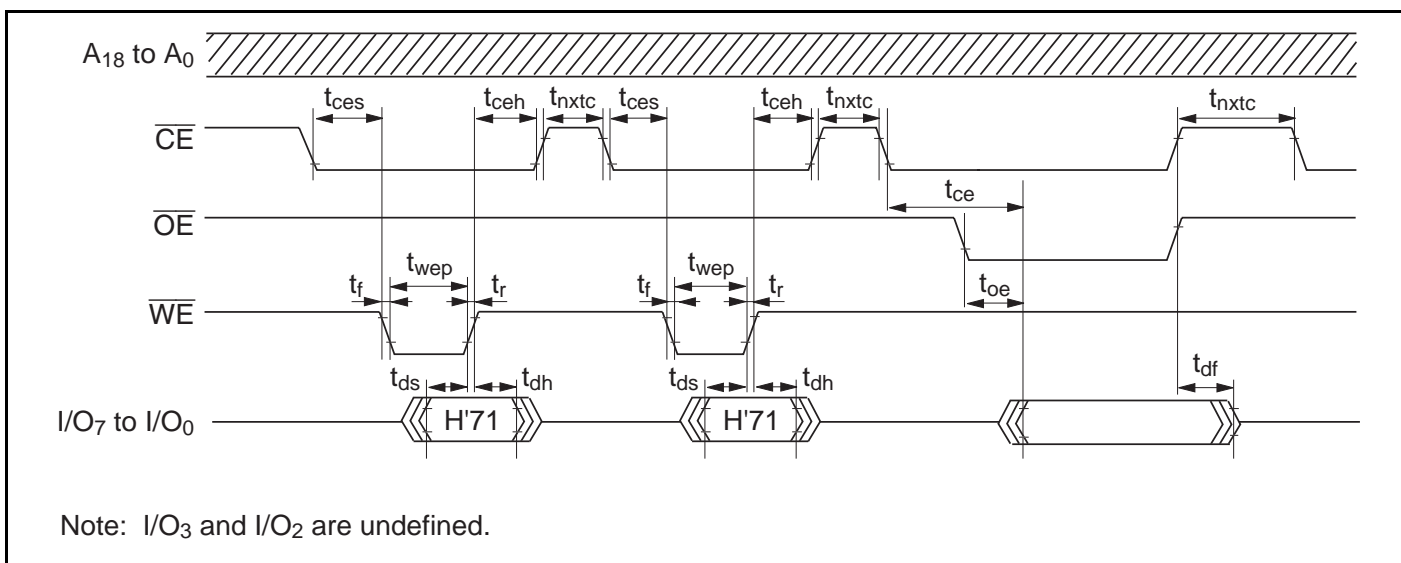 A18 to A0
tces tceh tnxtc tces tceh tnxtc tnxtc
CE
tce
OE
twep twep
tf tr tf tr toe
WE
tds tdh tds tdh tdf
I/O7 to I/O0 H'71 H'71
Note: I/O3 and I/O2 are undefined.